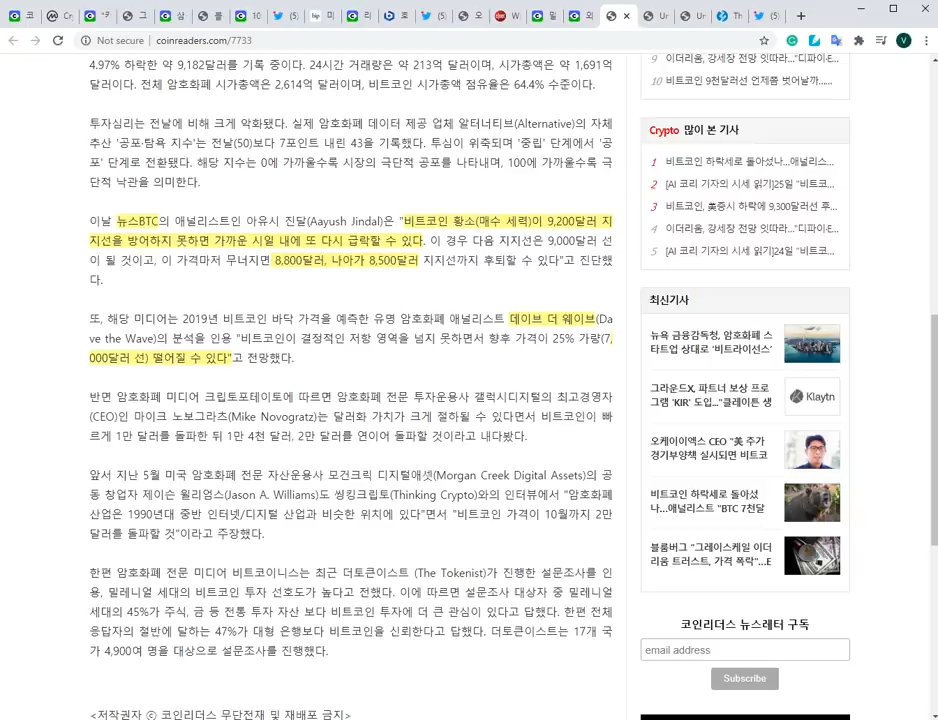 Not secure | coinreaders.com/7733
4.97% 하락한 약 9,182달러를 기록 중이다. 24시간 거래량은 약 213억 달러이며, 시가총액은 약 1,691억
달러이다. 전체 암호화폐 시가총액은 2,614억 달러이며, 비트코인 시가총액 점유율은 64.4% 수준이다.
투자심리는 전날에 비해 크게 악화됐다. 실제 암호화폐 데이터 제공 업체 알터너티브(Alternative)의 자체
추산 '공포·탐욕 지수'는 전날(50)보다 7포인트 내린 43을 기록했다. 투심이 위축되며 '중립' 단계에서 '공
포' 단계로 전환됐다. 해당 지수는 0에 가까울수록 시장의 극단적 공포를 나타내며, 100에 가까울수록 극
단적 낙관을 의미한다.
이날 뉴스BTC의 애널리스트인 아유시 진달(Aayush Jindal)은 "비트코인 황소(매수 세력)이 9,200달러 지
지선을 방어하지 못하면 가까운 시일 내에 또 다시 급락할 수 있다. 이 경우 다음 지지선은 9,000달러 선
이 될 것이고, 이 가격마저 무너지면 8,800달러, 나아가 8,500달러 지지선까지 후퇴할 수 있다"고 진단했
다.
또, 해당 미디어는 2019년 비트코인 바닥 가격을 예측한 유명 암호화폐 애널리스트 데이브 더 웨이브(Da
ve the Wave)의 분석을 인용 "비트코인이 결정적인 저항 영역을 넘지 못하면서 향후 가격이 25% 가량(7,
000달러 선) 떨어질 수 있다"고 전망했다.
반면 암호화폐 미디어 크립토포테이토에 따르면 암호화폐 전문 투자운용사 갤럭시디지털의 최고경영자
(CEO)인 마이크 노보그라츠(Mike Novogratz)는 달러화 가치가 크게 절하될 수 있다면서 비트코인이 빠
르게 1만 달러를 돌파한 뒤 1만 4천 달러, 2만 달러를 연이어 돌파할 것이라고 내다봤다.
앞서 지난 5월 미국 암호화폐 전문 자산운용사 모건크릭 디지털애셋(Morgan Creek Digital Assets)의 공
동 창업자 제이슨 윌리엄스(Jason A. Williams)도 씽킹크립토(Thinking Crypto)와의 인터뷰에서 "암호화폐
산업은 1990년대 중반 인터넷/디지털 산업과 비슷한 위치에 있다"면서 "비트코인 가격이 10월까지 2만
달러를 돌파할 것"이라고 주장했다.
한편 암호화폐 전문 미디어 비트코이니스는 최근 더토큰이스트 (The Tokenist)가 진행한 설문조사를 인
용, 밀레니얼 세대의 비트코인 투자 선호도가 높다고 전했다. 이에 따르면 설문조사 대상자 중 밀레니얼
세대의 45%가 주식, 금 등 전통 투자 자산 보다 비트코인 투자에 더 큰 관심이 있다고 답했다. 한편 전체
응답자의 절반에 달하는 47%가 대형 은행보다 비트코인을 신뢰한다고 답했다. 더토큰이스트는 17개 국
가 4,900여 명을 대상으로 설문조사를 진행했다.
<저작권자 ⓒ 코인리더스 무단전재 및 재배포 금지>
9 이더리움, 강세장 전망 잇따라..."디파이·E...
10 비트코인 9천달러선 언제쯤 벗어날까......
Crypto 많이 본 기사
1 비트코인 하락세로 돌아섰나...애널리스...
2 [AI 코리 기자의 시세 읽기]25일 "비트코...
3 비트코인, 美증시 하락에 9,300달러선 후...
4 이더리움, 강세장 전망 잇따라..."디파이·E...
5 [AI 코리 기자의 시세 읽기]24일 "비트코...
최신기사
뉴욕 금융감독청, 암호화폐 스
타트업 상대로 '비트라이선스'
그라운드X, 파트너 보상 프로
그램 'KIR' 도입..."클레이튼 생
Klaytn
오케이이엑스 CEO "美 추가
경기부양책 실시되면 비트코
비트코인 하락세로 돌아섰
나...애널리스트 "BTC 7천달
블룸버그 "그레이스케일 이더
리움 트러스트, 가격 폭락"...E
코인리더스 뉴스레터 구독
email address
Subscribe